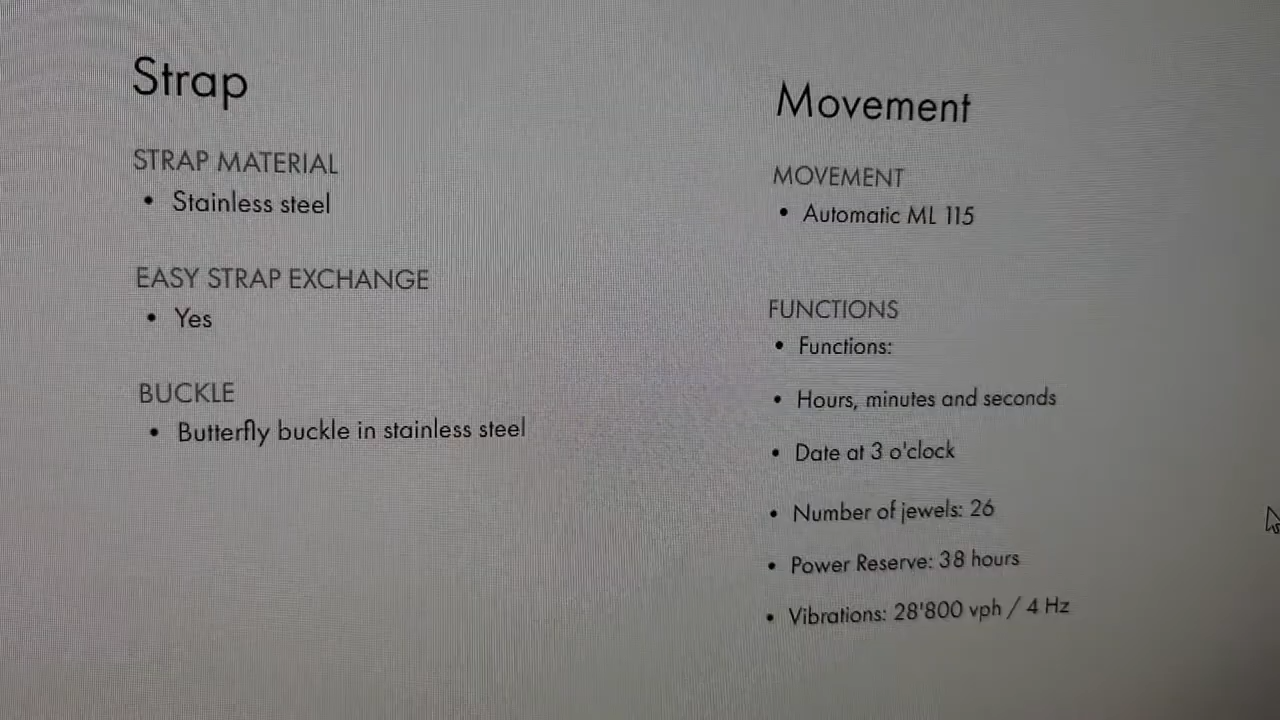 Strap
STRAP MATERIAL
• Stainless steel
EASY STRAP EXCHANGE
• Yes
BUCKLE
• Butterfly buckle in stainless steel
Movement
MOVEMENT
• Automatic ML 115
FUNCTIONS
• Functions:
• Hours, minutes and seconds
• Date at 3 o'clock
• Number of jewels: 26
• Power Reserve: 38 hours
• Vibrations: 28'800 vph / 4 Hz